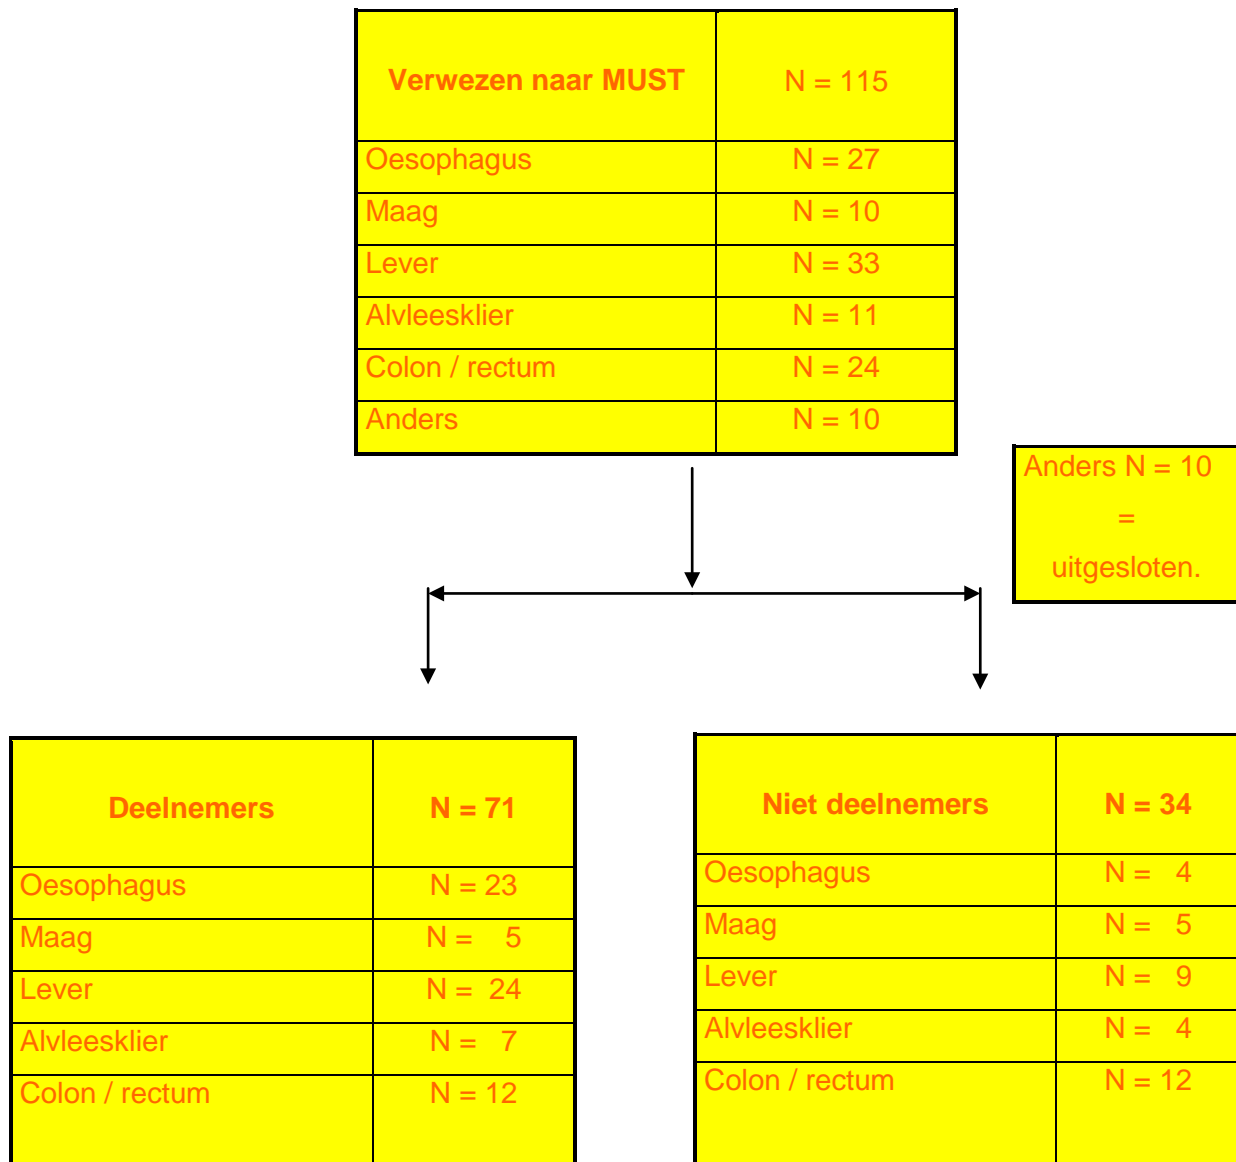 Verwezen naar MUST N = 115
Oesophagus N = 27
Maag N = 10
Lever N = 33
Alvleesklier N = 11
Colon / rectum N = 24
Anders N = 10
Anders N = 10
=
uitgesloten.
Deelnemers N = 71
Oesophagus N = 23
Maag N = 5
Lever N = 24
Alvleesklier N = 7
Colon / rectum N = 12
Niet deelnemers N = 34
Oesophagus N = 4
Maag N = 5
Lever N = 9
Alvleesklier N = 4
Colon / rectum N = 12